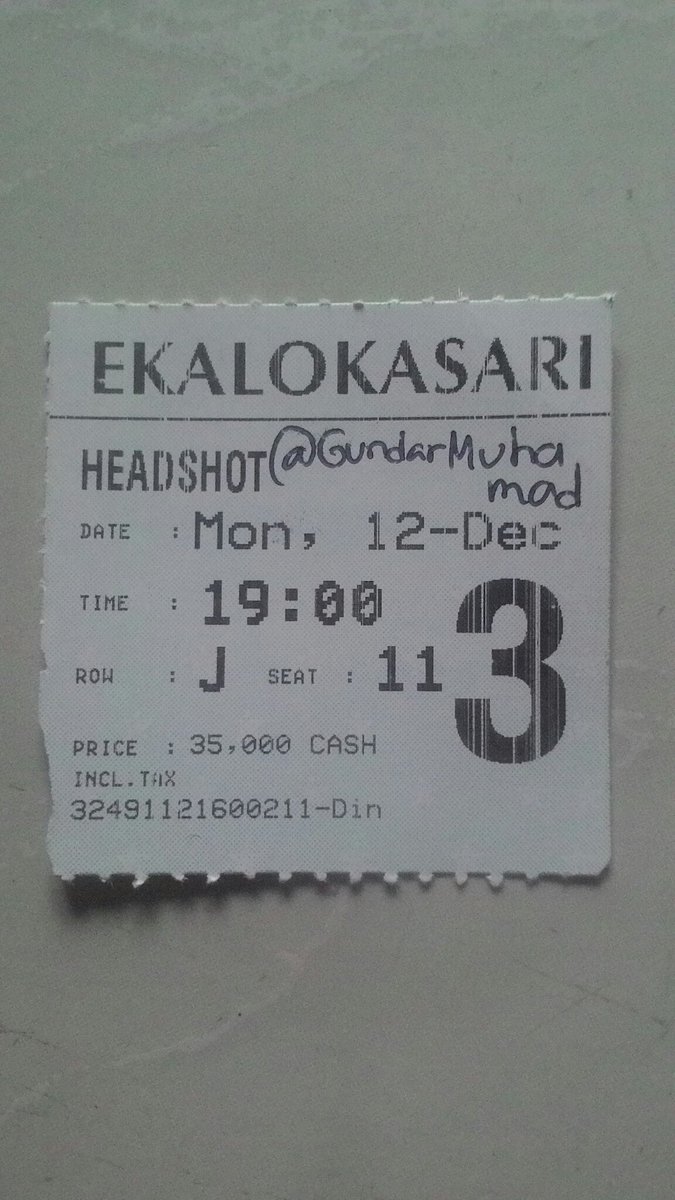 EKALOKASARI
HEADSHOT @GundarMuha
mad
DATE : Mon, 12-Dec
TIME : 19:00
ROW : J SEAT : 11
3
PRICE : 35,000 CASH
INCL.TAX
32491121600211-Din